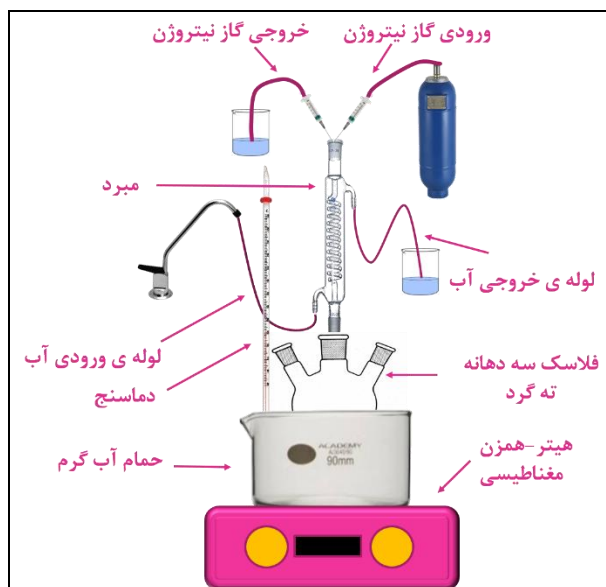 خروجی گاز نیتروژن
ورودی گاز نیتروژن
مبرد
لوله ی خروجی آب
لوله ی ورودی آب
دماسنج
فلاسک سه دهانه
ته گرد
حمام آب گرم
ALADEMY
90mm
هیتر-همزن
مغناطیسی